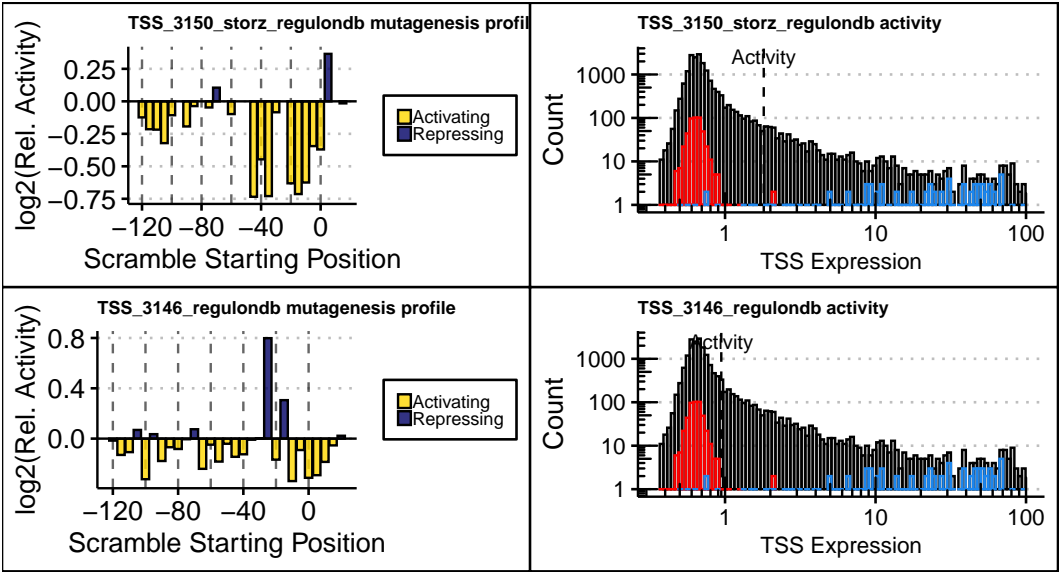 TSS_3150_storz_regulondb mutagenesis profil
log2(Rel. Activity)
0.25
0.00
−0.25
−0.50
−0.75
−120
−80
−40
0
Scramble Starting Position
Activating
Repressing
TSS_3150_storz_regulondb activity
Activity
Count
1000
100
10
1
1
10
100
TSS Expression
TSS_3146_regulondb mutagenesis profile
log2(Rel. Activity)
0.8
0.4
0.0
−120
−80
−40
0
Scramble Starting Position
Activating
Repressing
TSS_3146_regulondb activity
Activity
Count
1000
100
10
1
1
10
100
TSS Expression